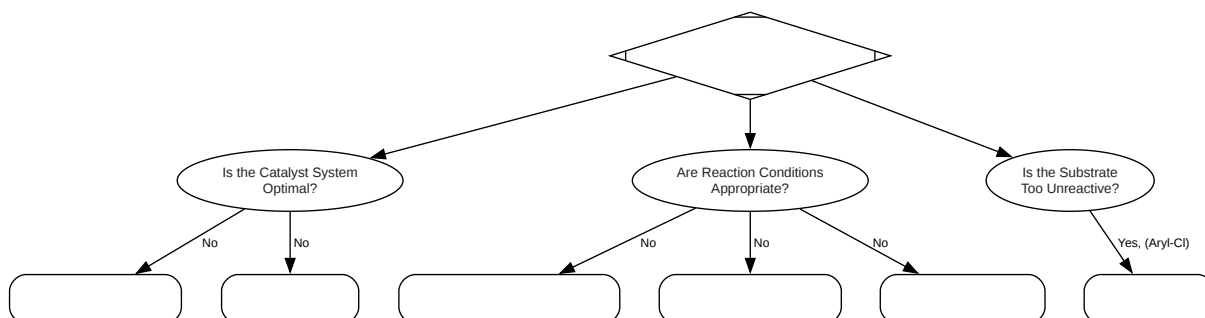 Is the Catalyst System
Optimal?
Are Reaction Conditions
Appropriate?
Is the Substrate
Too Unreactive?
No
No
No
No
No
Yes, (Aryl-Cl)